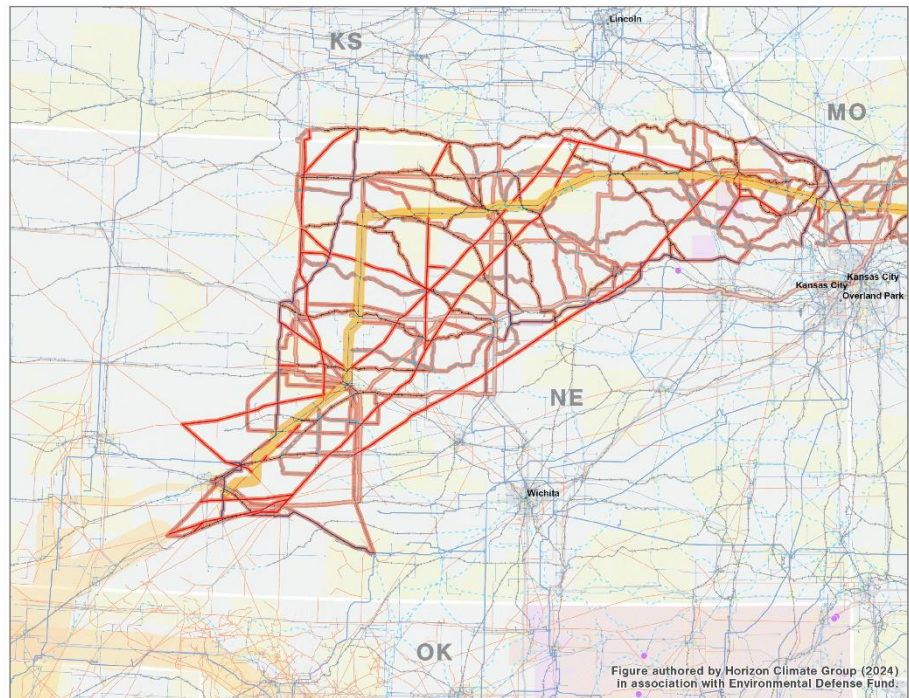 Lincoln
KS
MO
Kansas City
Kansas City
Overland Park
NE
Wichita
OK
Figure authored by Horizon Climate Group (2024)
in association with Environmental Defense Fund.